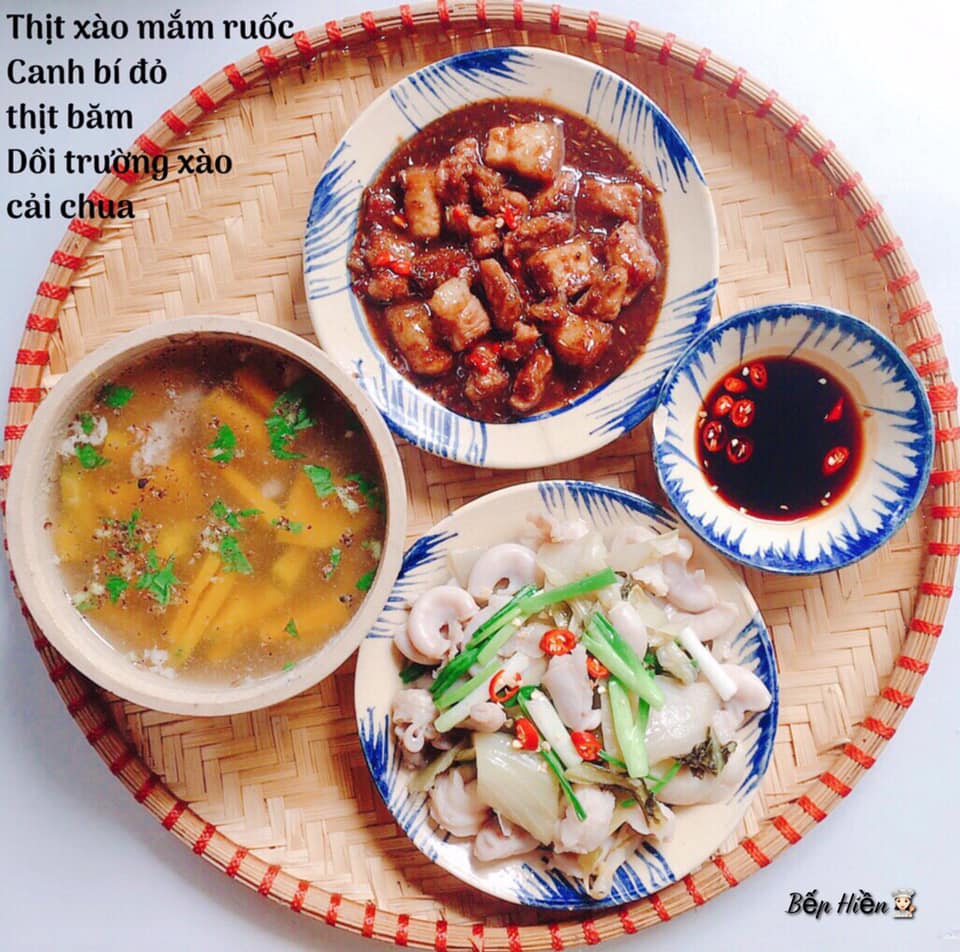 Thịt xào mắm ruốc
Canh bí đỏ
thịt băm
Dồi trường xào
cải chua
Bếp Hiền